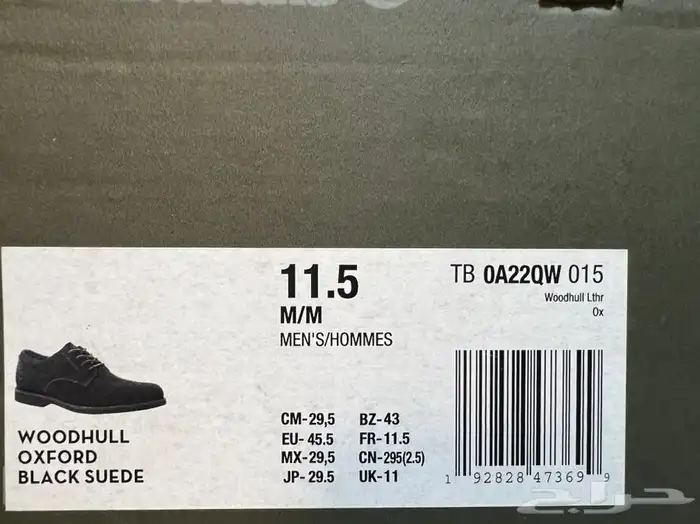 11.5
M/M
MEN'S/HOMMES
TB 0A22QW 015
Woodhull Lthr
Ox
WOODHULL
OXFORD
BLACK SUEDE
CM-29,5 BZ-43
EU- 45.5 FR-11.5
MX-29,5 CN-295(2.5)
JP- 29.5 UK-11
1 92828 47369 9
حراج